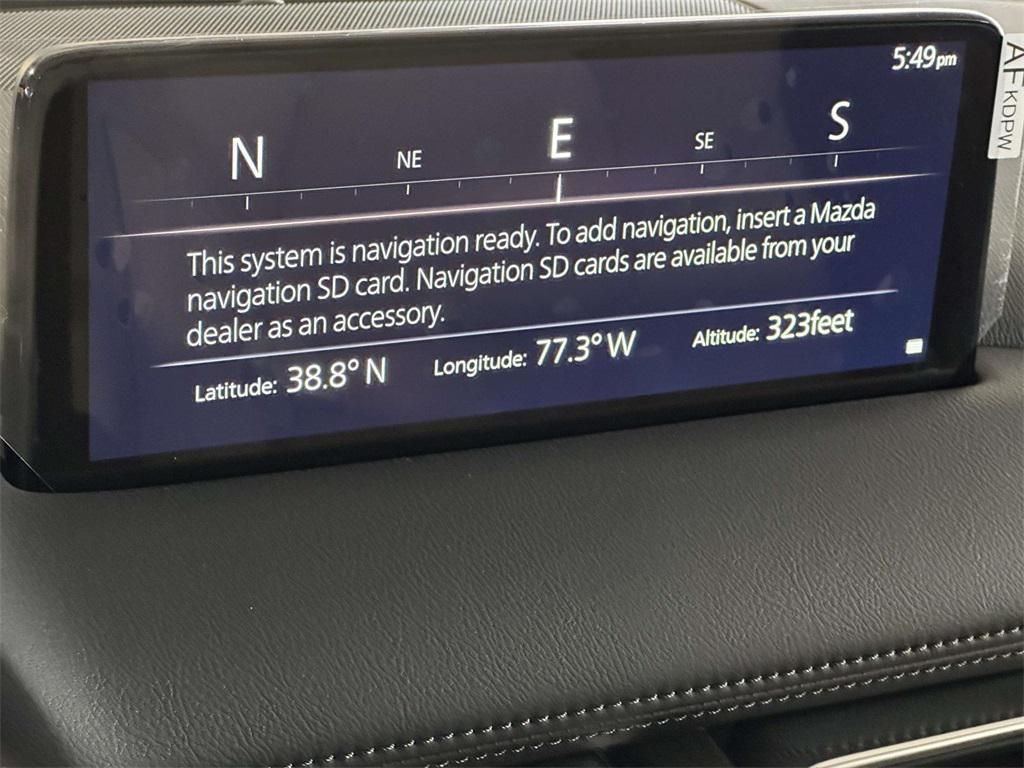 5:49pm
N NE E SE S
This system is navigation ready. To add navigation, insert a Mazda
navigation SD card. Navigation SD cards are available from your
dealer as an accessory.
Latitude: 38.8° N Longitude: 77.3° W Altitude: 323feet
AF KDPW